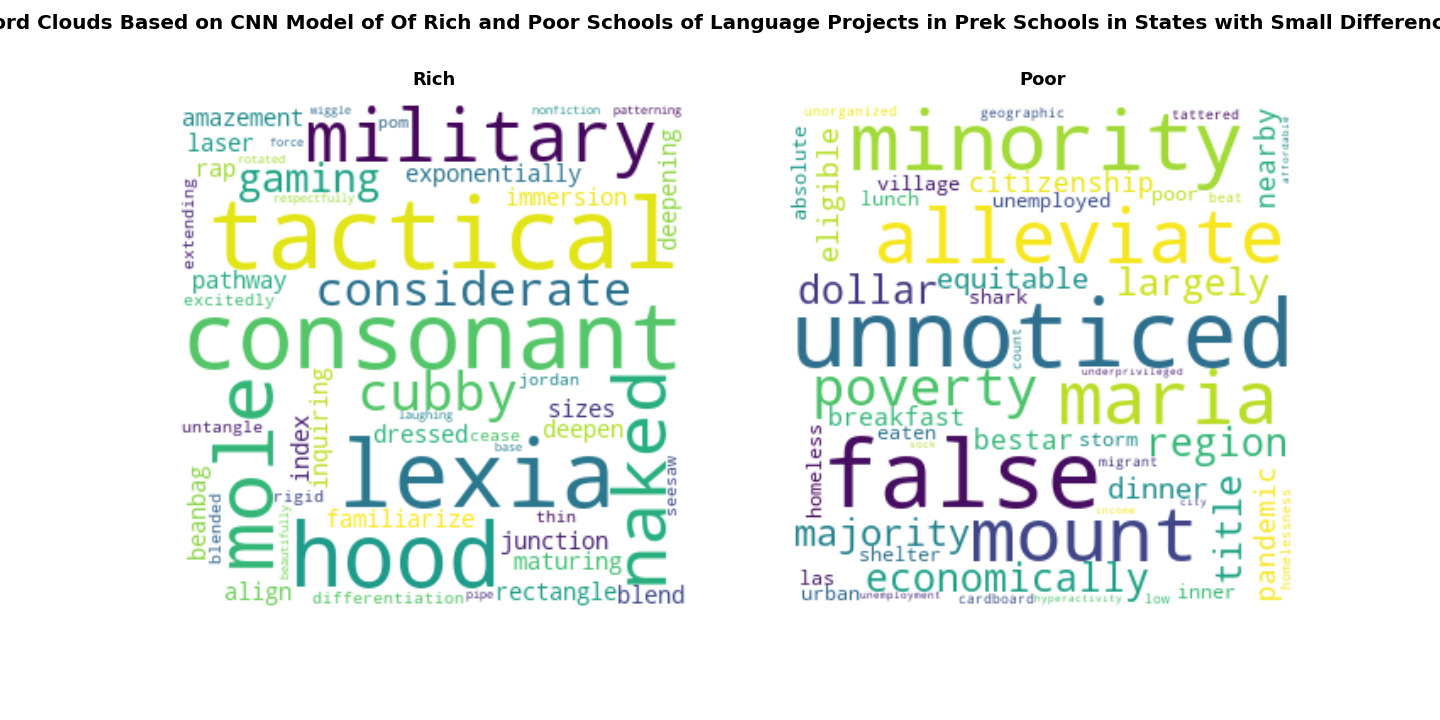 ord Clouds Based on CNN Model of Of Rich and Poor Schools of Language Projects in Prek Schools in States with Small Differenc
Rich
amazement wiggle nonfiction patterning
military
pom
laser force
rap rotated
gaming exponentially
deepening
respectfully immersion
extending
tactical
pathway
considerate
excitedly
consonant
mole
inquiring
cubby jordan
naked
laughing sizes
untangle
index
dressed cease deepen
base
lexia
seesaw
beanbag
blended
rigid
familiarize thin
beautifully
hood
junction
maturing
align differentiation pipe rectangle blend
Poor
unorganized geographic tattered
minority
nearby
affordable
absolute
eligible
village citizenship
lunch unemployed poor beat
alleviate
dollar equitable largely
shark
unnoticed
count
underprivileged
poverty maria
breakfast
homeless
eaten bestar storm region
sock
false
migrant
dinner
city
title
pandemic
homelessness
income
majority mount
shelter
las economically
urban unemployment cardboard hyperactivity low inner